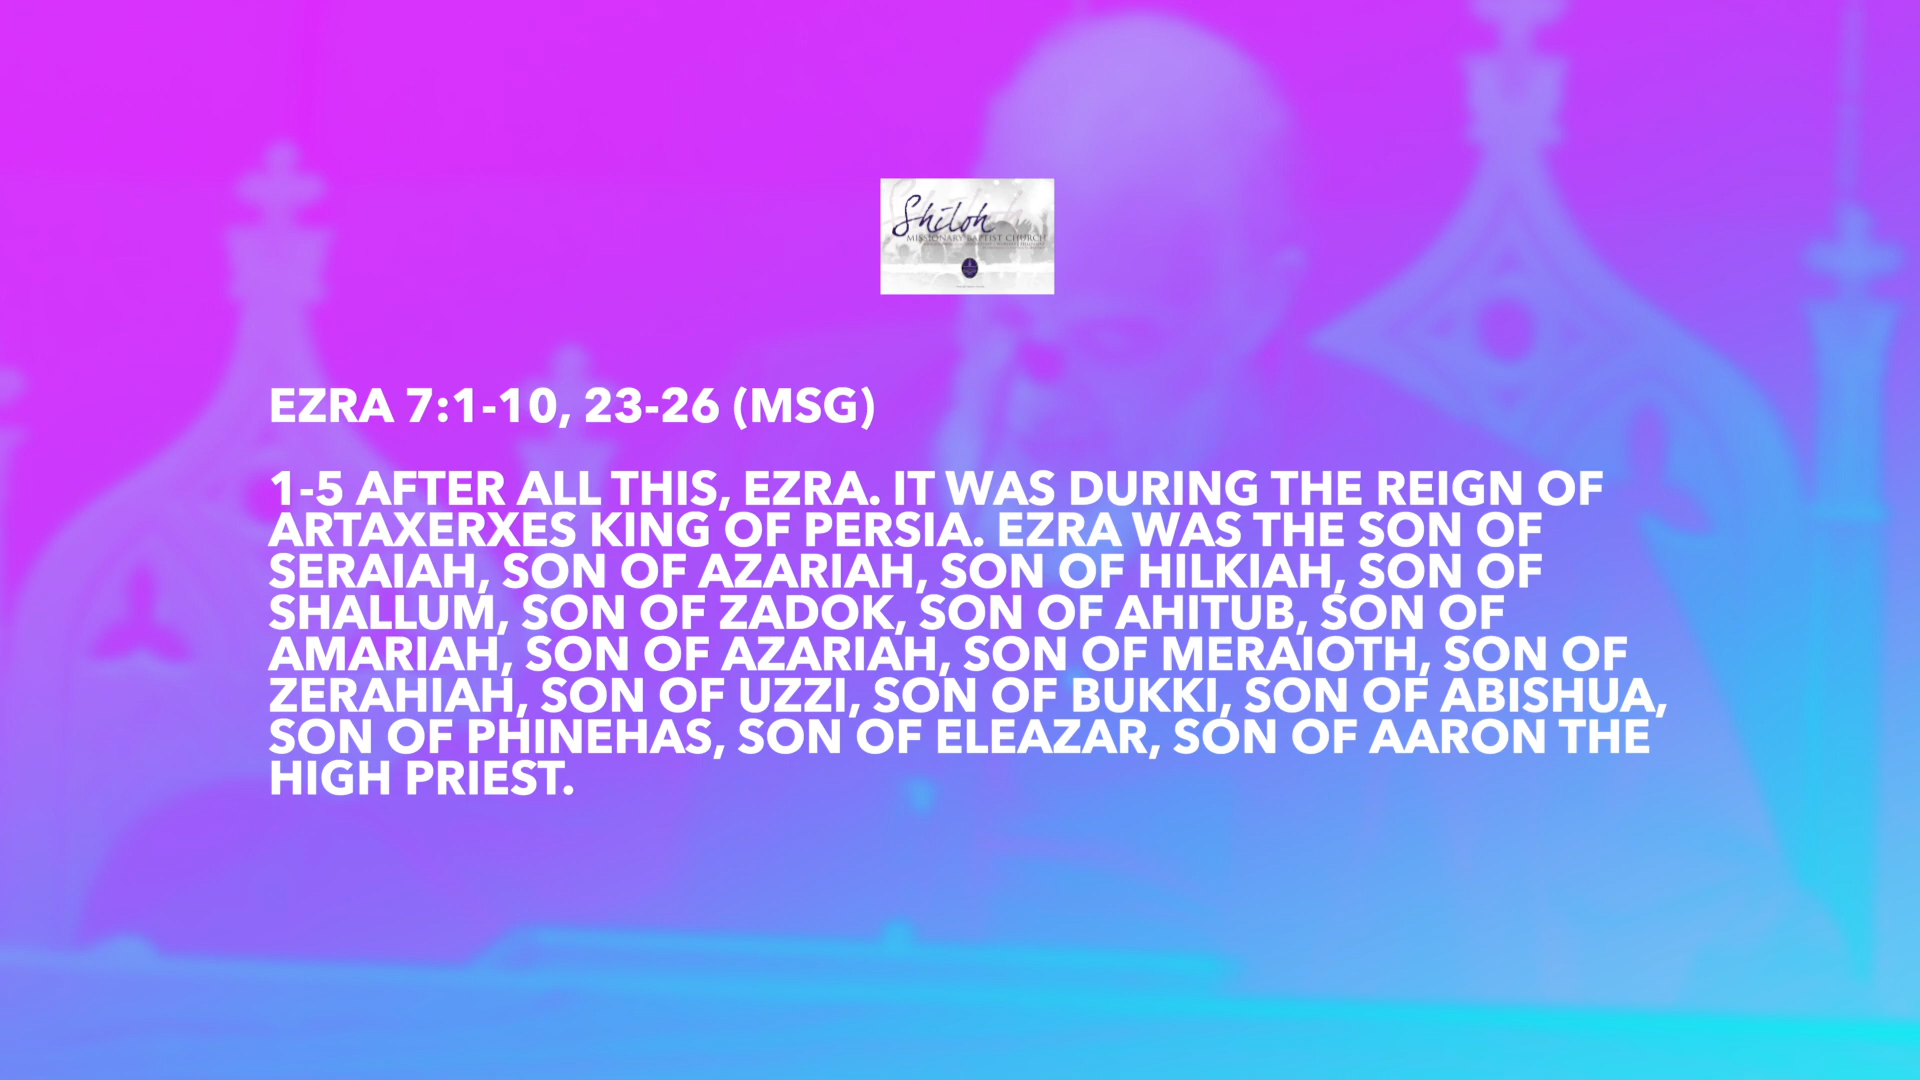 Shiloh
MISSIONARY BAPTIST CHURCH
EZRA 7:1-10, 23-26 (MSG)
1-5 AFTER ALL THIS, EZRA. IT WAS DURING THE REIGN OF
ARTAXERXES KING OF PERSIA. EZRA WAS THE SON OF
SERAIAH, SON OF AZARIAH, SON OF HILKIAH, SON OF
SHALLUM, SON OF ZADOK, SON OF AHITUB, SON OF
AMARIAH, SON OF AZARIAH, SON OF MERAIOTH, SON OF
ZERAHIAH, SON OF UZZI, SON OF BUKKI, SON OF ABISHUA,
SON OF PHINEHAS, SON OF ELEAZAR, SON OF AARON THE
HIGH PRIEST.